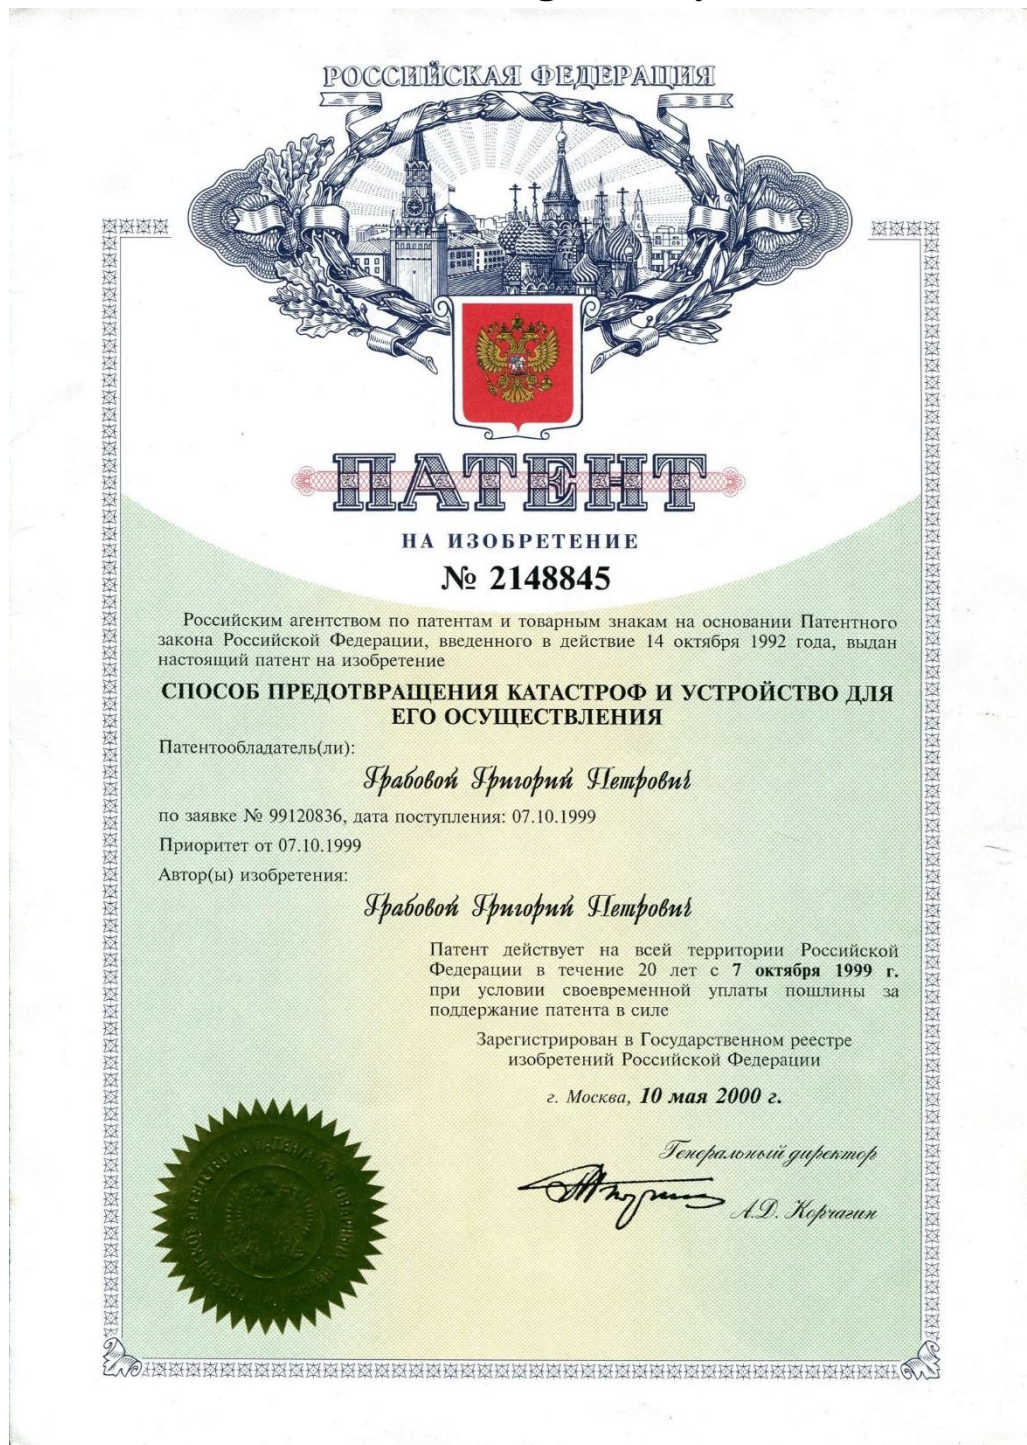 РОССИЙСКАЯ ФЕДЕРАЦИЯ
ПАТЕНТ
НА ИЗОБРЕТЕНИЕ
№ 2148845
Российским агентством по патентам и товарным знакам на основании Патентного
закона Российской Федерации, введенного в действие 14 октября 1992 года, выдан
настоящий патент на изобретение
СПОСОБ ПРЕДОТВРАЩЕНИЯ КАТАСТРОФ И УСТРОЙСТВО ДЛЯ
ЕГО ОСУЩЕСТВЛЕНИЯ
Патентообладатель(ли):
Грабовой Григорий Петрович
по заявке № 99120836, дата поступления: 07.10.1999
Приоритет от 07.10.1999
Автор(ы) изобретения:
Грабовой Григорий Петрович
Патент действует на всей территории Российской
Федерации в течение 20 лет с 7 октября 1999 г.
при условии своевременной уплаты пошлины за
поддержание патента в силе
Зарегистрирован в Государственном реестре
изобретений Российской Федерации
г. Москва, 10 мая 2000 г.
Генеральный директор
А.Д. Корчагин